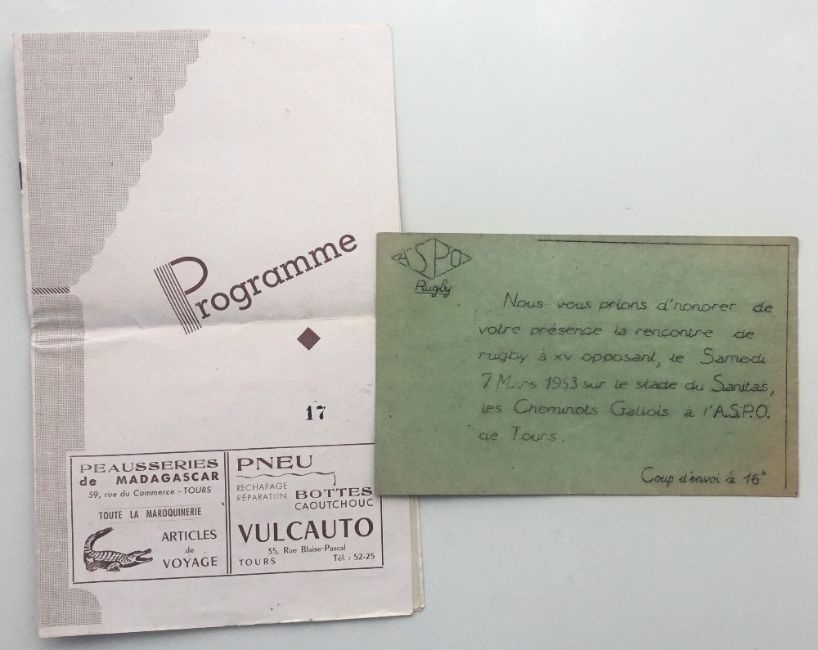 Programme
17
PEAUSSERIES
de MADAGASCAR
59, rue du Commerce - TOURS
TOUTE LA MAROQUINERIE
ARTICLES
de
VOYAGE
PNEU
RECHAPAGE
RÉPARATION
BOTTES
CAOUTCHOUC
VULCAUTO
35, Rue Blaise-Pascal
TOURS Tél. : 52-25
ASPO
Rugby
Nous vous prions d'honorer de
votre présence la rencontre de
rugby à xv opposant, le Samedi
7 Mars 1953 sur le stade du Sanitas,
les Cheminots Gallois à l'A.S.P.O.
de Tours.
Coup d'envoi à 16ʰ